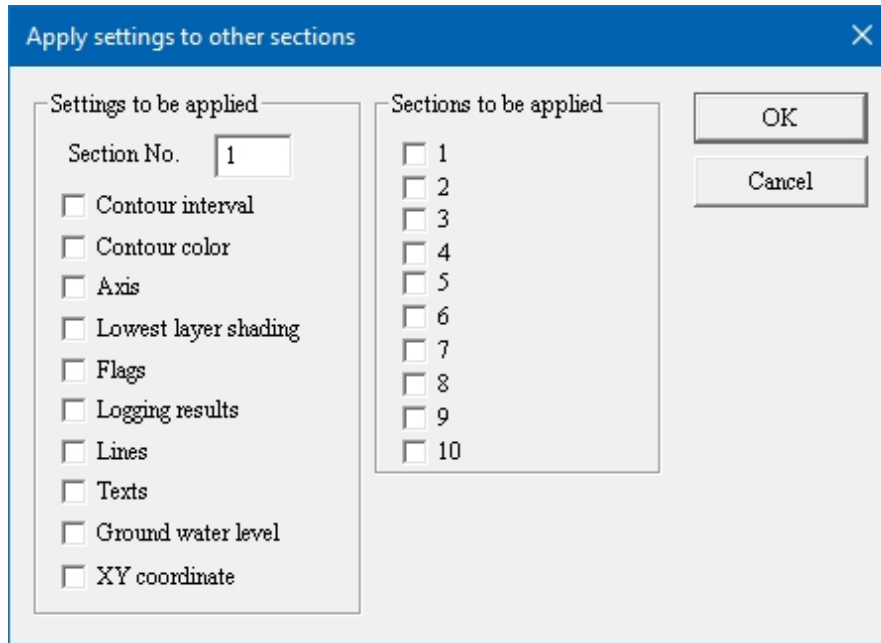 Apply settings to other sections
Settings to be applied
Section No. 1
Contour interval
Contour color
Axis
Lowest layer shading
Flags
Logging results
Lines
Texts
Ground water level
XY coordinate
Sections to be applied
1
2
3
4
5
6
7
8
9
10
OK
Cancel